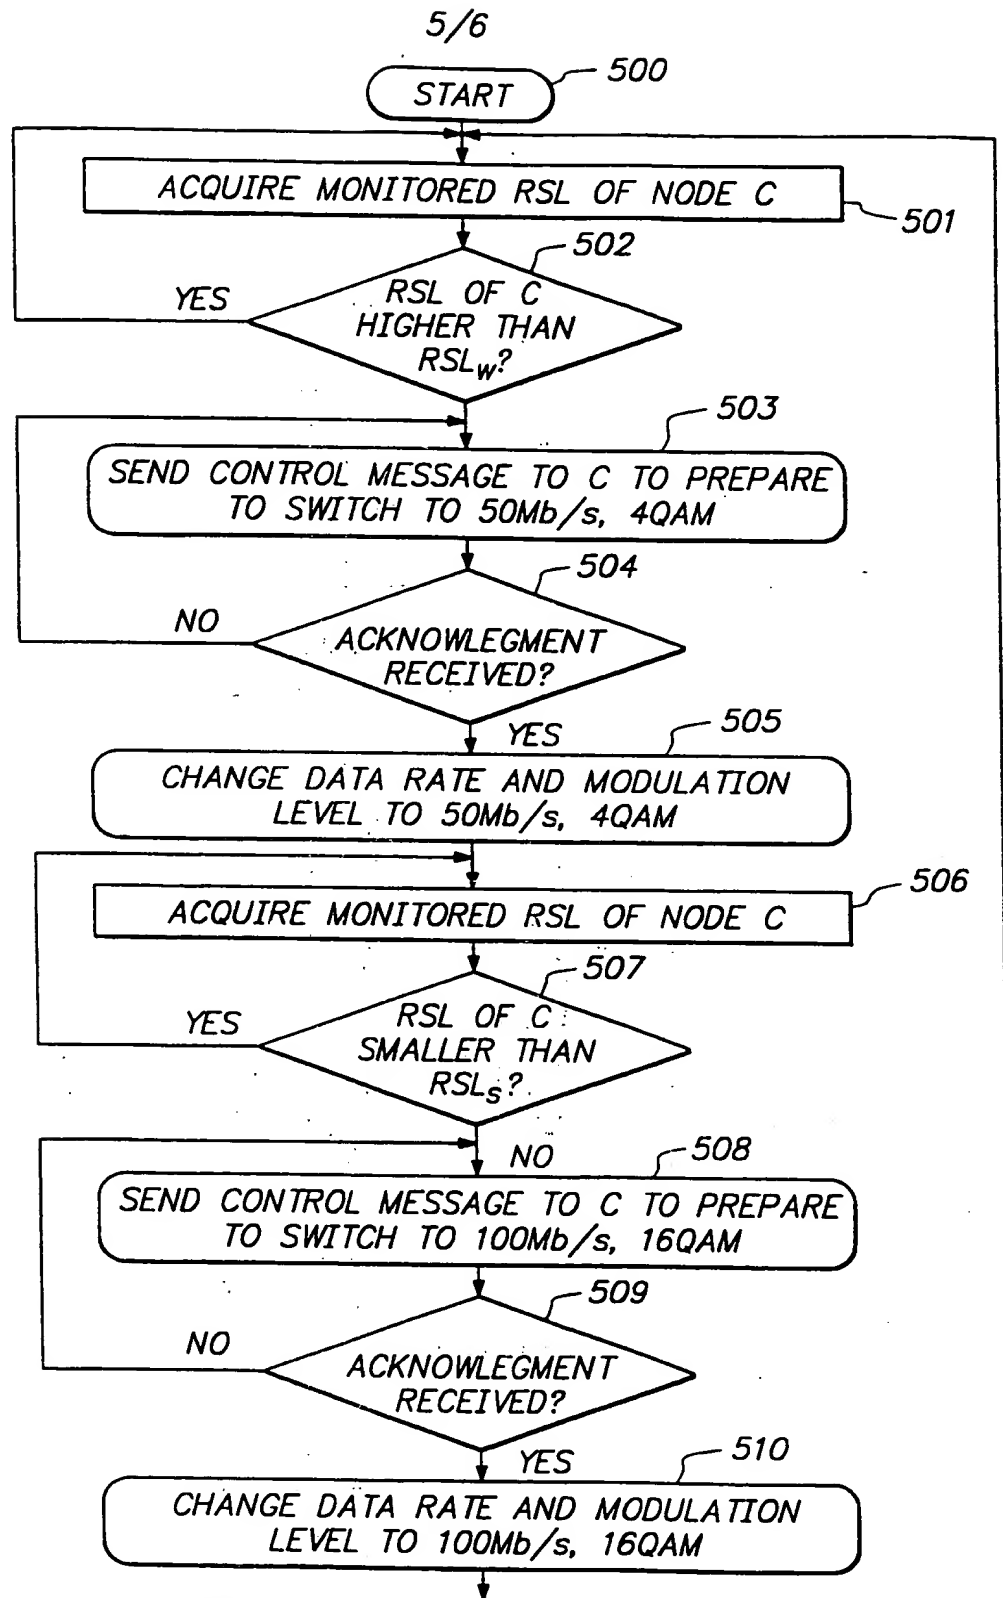 5/6
START
500
ACQUIRE MONITORED RSL OF NODE C
501
502
RSL OF C
HIGHER THAN
RSLw?
YES
503
SEND CONTROL MESSAGE TO C TO PREPARE
TO SWITCH TO 50Mb/s, 4QAM
504
NO
ACKNOWLEGMENT
RECEIVED?
YES
505
CHANGE DATA RATE AND MODULATION
LEVEL TO 50Mb/s, 4QAM
506
ACQUIRE MONITORED RSL OF NODE C
507
YES
RSL OF C
SMALLER THAN
RSLs?
NO
508
SEND CONTROL MESSAGE TO C TO PREPARE
TO SWITCH TO 100Mb/s, 16QAM
509
NO
ACKNOWLEGMENT
RECEIVED?
YES
510
CHANGE DATA RATE AND MODULATION
LEVEL TO 100Mb/s, 16QAM